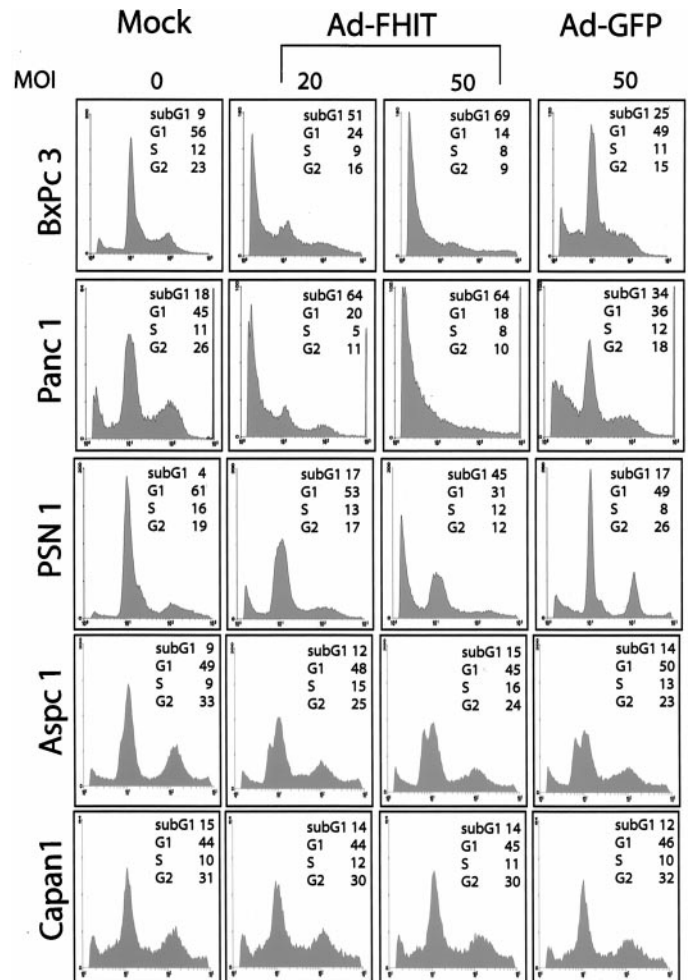 Mock Ad-FHIT Ad-GFP
MOI 0 20 50 50
BxPc 3
subG1 9
G1 56
S 12
G2 23
subG1 51
G1 24
S 9
G2 16
subG1 69
G1 14
S 8
G2 9
subG1 25
G1 49
S 11
G2 15
Panc 1
subG1 18
G1 45
S 11
G2 26
subG1 64
G1 20
S 5
G2 11
subG1 64
G1 18
S 8
G2 10
subG1 34
G1 36
S 12
G2 18
PSN 1
subG1 4
G1 61
S 16
G2 19
subG1 17
G1 53
S 13
G2 17
subG1 45
G1 31
S 12
G2 12
subG1 17
G1 49
S 8
G2 26
Aspc 1
subG1 9
G1 49
S 9
G2 33
subG1 12
G1 48
S 15
G2 25
subG1 15
G1 45
S 16
G2 24
subG1 14
G1 50
S 13
G2 23
Capan1
subG1 15
G1 44
S 10
G2 31
subG1 14
G1 44
S 12
G2 30
subG1 14
G1 45
S 11
G2 30
subG1 12
G1 46
S 10
G2 32